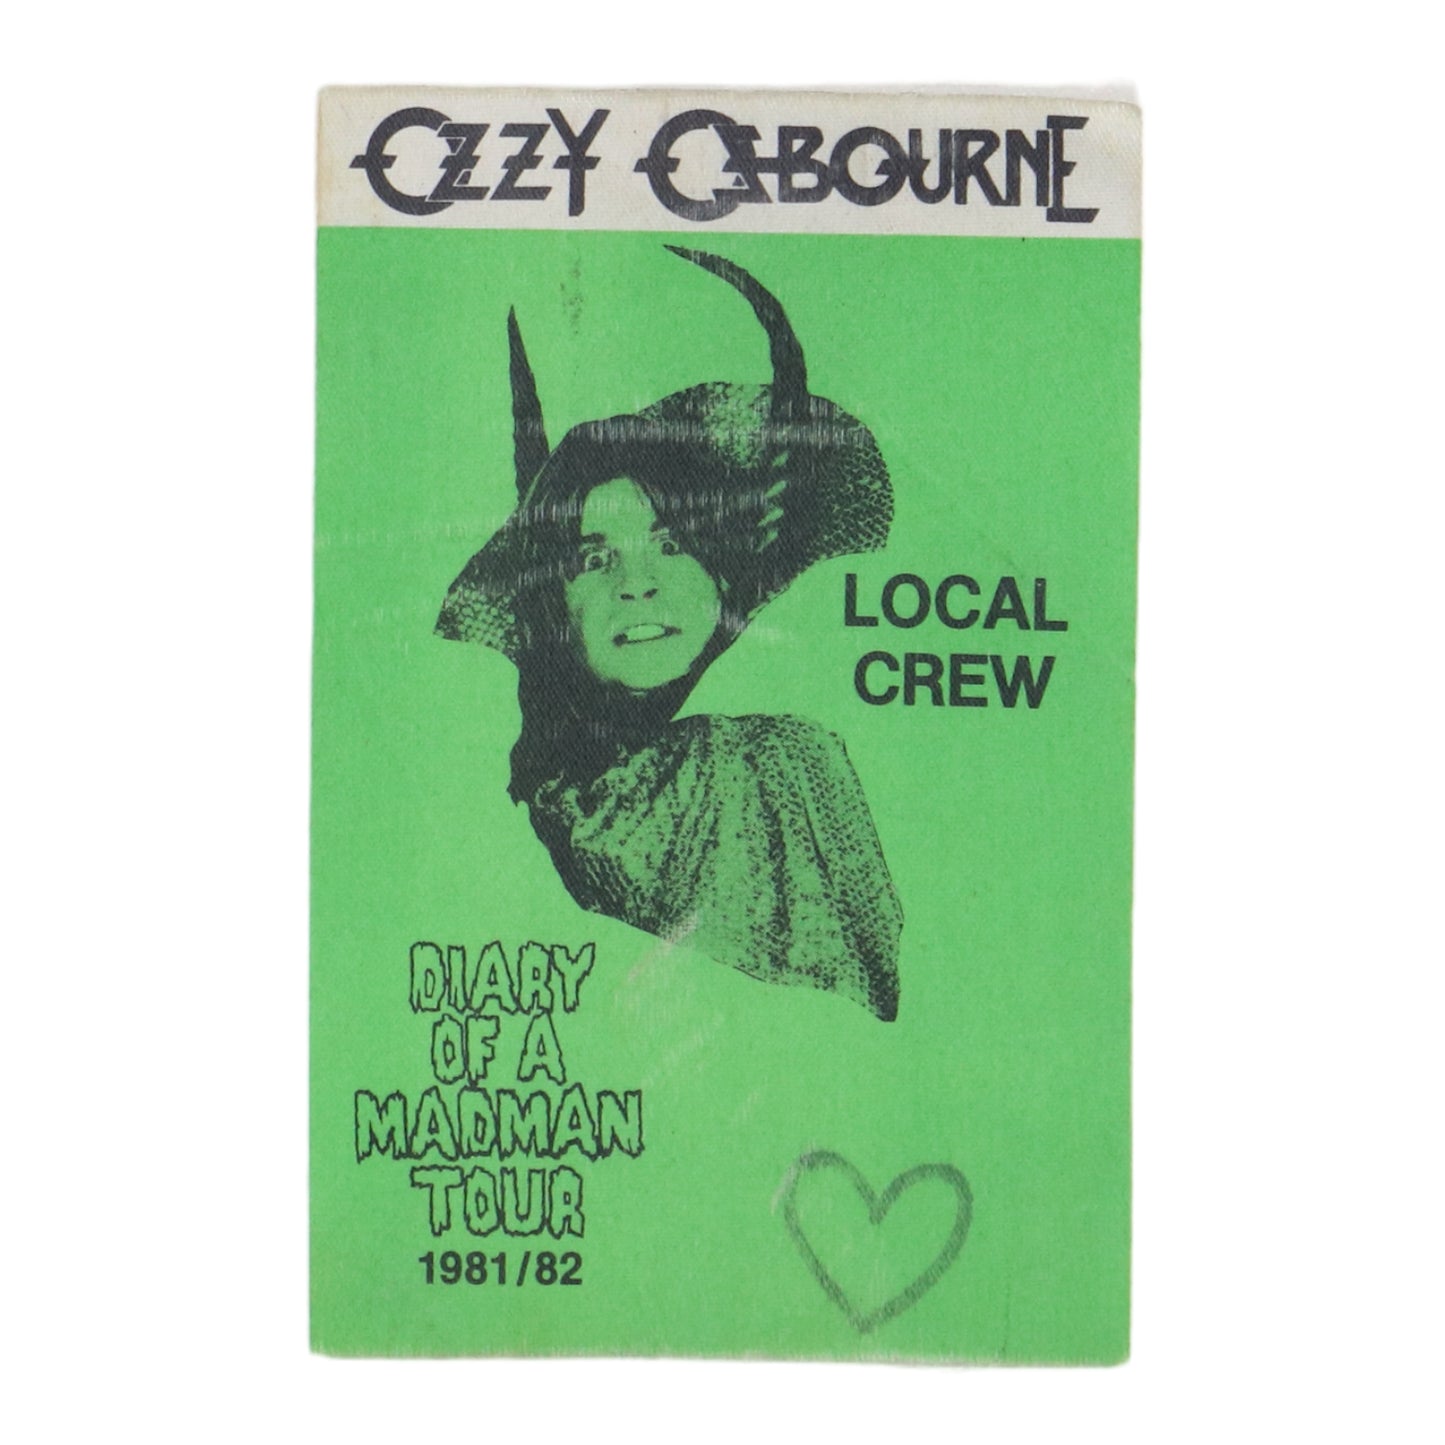 OZZY OSBOURNE
LOCAL
CREW
DIARY
OF A
MADMAN
TOUR
1981/82